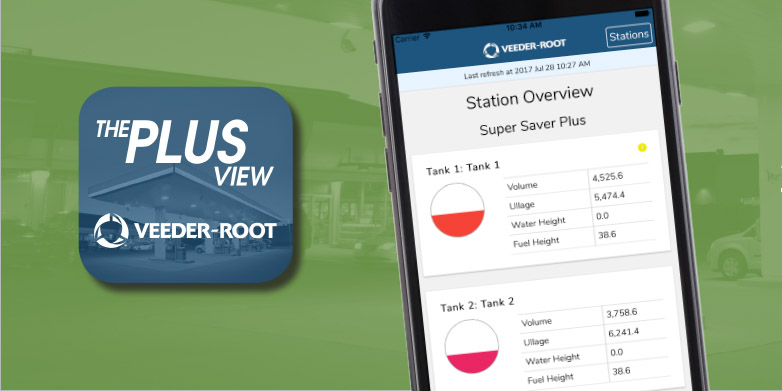 THE PLUS
VIEW
VEEDER-ROOT
Carrier
10:34 AM
VEEDER-ROOT
Stations
Last refresh at 2017 Jul 28 10:27 AM
Station Overview
Super Saver Plus
Tank 1: Tank 1
Volume 4,525.6
Ullage 5,474.4
Water Height 0.0
Fuel Height 38.6
Tank 2: Tank 2
Volume 3,758.6
Ullage 6,241.4
Water Height 0.0
Fuel Height 38.6